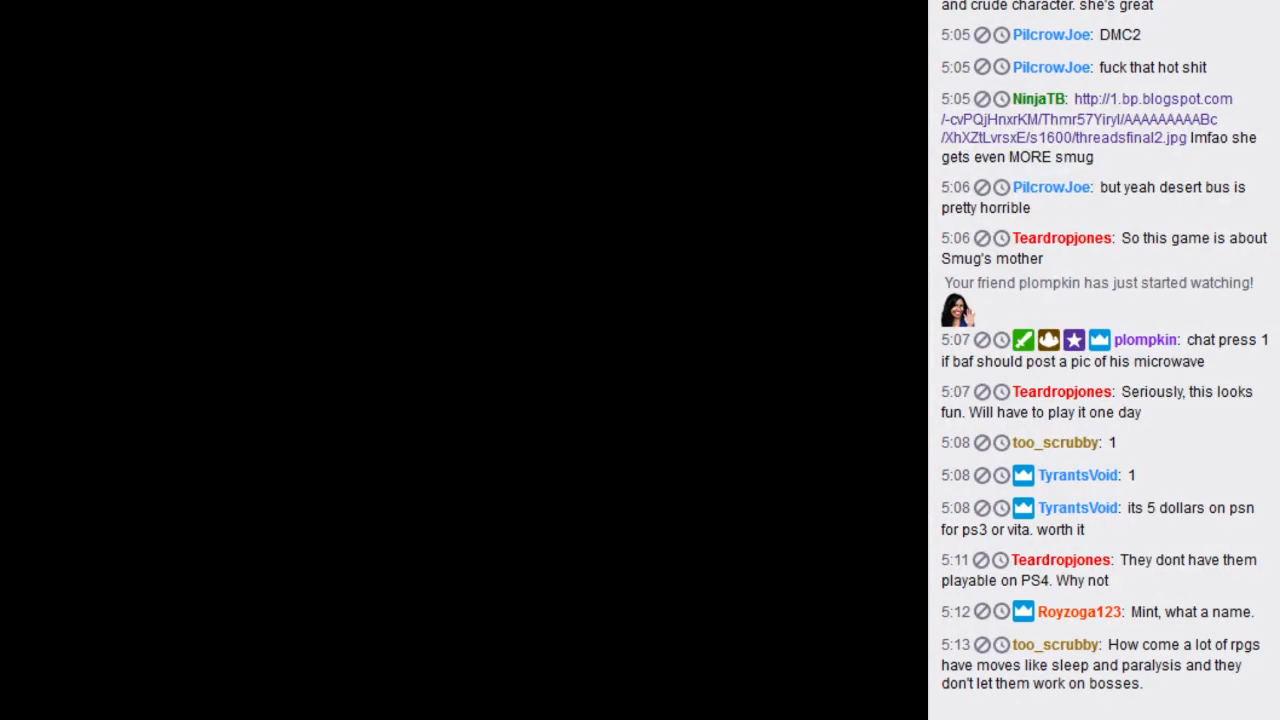 and crude character. she's great
5:05 PilcrowJoe: DMC2
5:05 PilcrowJoe: fuck that hot shit
5:05 NinjaTB: http://1.bp.blogspot.com
/-cvPQjHnxrKM/Thmr57YiryI/AAAAAAAAABc
/XhXZtLvrsxE/s1600/threadsfinal2.jpg lmfao she
gets even MORE smug
5:06 PilcrowJoe: but yeah desert bus is
pretty horrible
5:06 Teardropjones: So this game is about
Smug's mother
Your friend plompkin has just started watching!
5:07 plompkin: chat press 1
if baf should post a pic of his microwave
5:07 Teardropjones: Seriously, this looks
fun. Will have to play it one day
5:08 too_scrubby: 1
5:08 TyrantsVoid: 1
5:08 TyrantsVoid: its 5 dollars on psn
for ps3 or vita. worth it
5:11 Teardropjones: They dont have them
playable on PS4. Why not
5:12 Royzoga123: Mint, what a name.
5:13 too_scrubby: How come a lot of rpgs
have moves like sleep and paralysis and they
don't let them work on bosses.